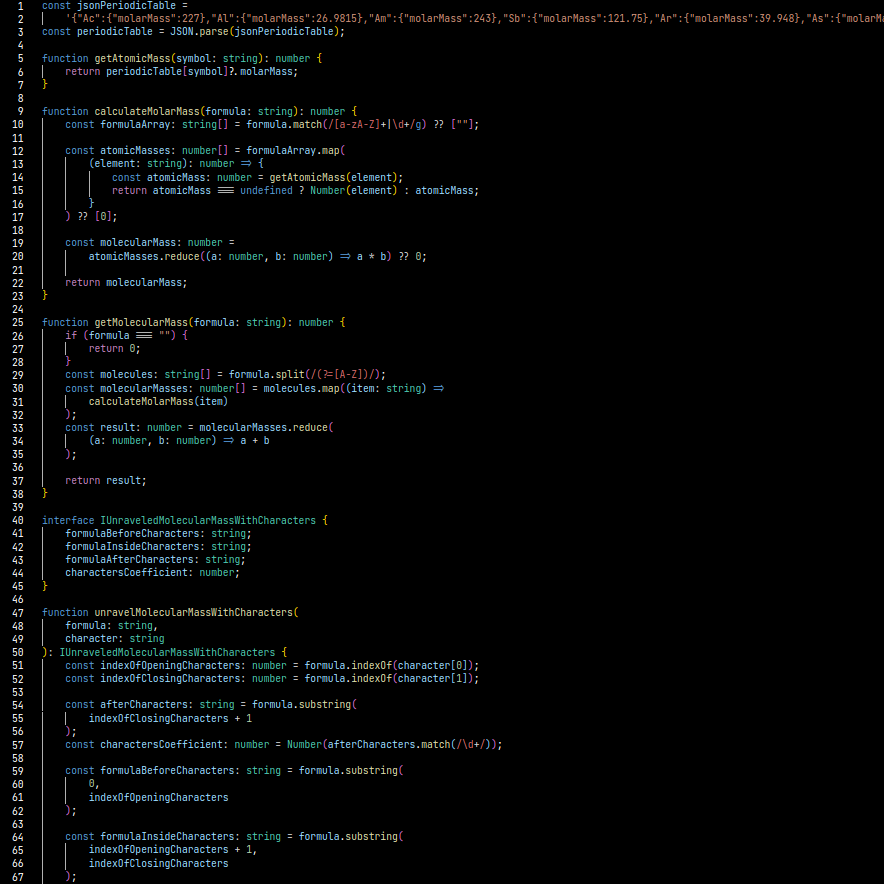 1 const jsonPeriodicTable =
2 '{"Ac":{"molarMass":227},"Al":{"molarMass":26.9815},"Am":{"molarMass":243},"Sb":{"molarMass":121.75},"Ar":{"molarMass":39.948},"As":{"molarMa
3 const periodicTable = JSON.parse(jsonPeriodicTable);
4
5 function getAtomicMass(symbol: string): number {
6 return periodicTable[symbol]?.molarMass;
7 }
8
9 function calculateMolarMass(formula: string): number {
10 const formulaArray: string[] = formula.match(/[a-zA-Z]+|\d+/g) ?? [""];
11
12 const atomicMasses: number[] = formulaArray.map(
13 (element: string): number => {
14 const atomicMass: number = getAtomicMass(element);
15 return atomicMass === undefined ? Number(element) : atomicMass;
16 }
17 ) ?? [0];
18
19 const molecularMass: number =
20 atomicMasses.reduce((a: number, b: number) => a * b) ?? 0;
21
22 return molecularMass;
23 }
24
25 function getMolecularMass(formula: string): number {
26 if (formula === "") {
27 return 0;
28 }
29 const molecules: string[] = formula.split(/(?=[A-Z])/);
30 const molecularMasses: number[] = molecules.map((item: string) =>
31 calculateMolarMass(item)
32 );
33 const result: number = molecularMasses.reduce(
34 (a: number, b: number) => a + b
35 );
36
37 return result;
38 }
39
40 interface IUnraveledMolecularMassWithCharacters {
41 formulaBeforeCharacters: string;
42 formulaInsideCharacters: string;
43 formulaAfterCharacters: string;
44 charactersCoefficient: number;
45 }
46
47 function unravelMolecularMassWithCharacters(
48 formula: string,
49 character: string
50 ): IUnraveledMolecularMassWithCharacters {
51 const indexOfOpeningCharacters: number = formula.indexOf(character[0]);
52 const indexOfClosingCharacters: number = formula.indexOf(character[1]);
53
54 const afterCharacters: string = formula.substring(
55 indexOfClosingCharacters + 1
56 );
57 const charactersCoefficient: number = Number(afterCharacters.match(/\d+/));
58
59 const formulaBeforeCharacters: string = formula.substring(
60 0,
61 indexOfOpeningCharacters
62 );
63
64 const formulaInsideCharacters: string = formula.substring(
65 indexOfOpeningCharacters + 1,
66 indexOfClosingCharacters
67 );